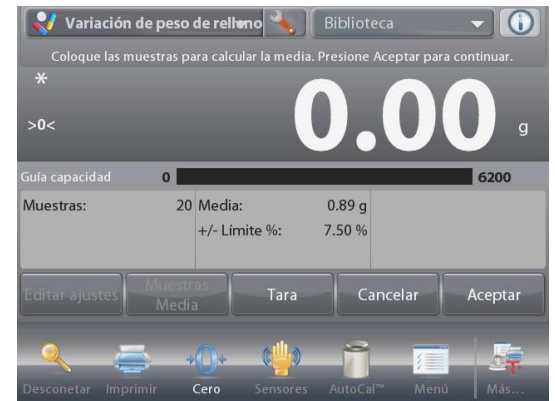 Variación de peso de relleno Biblioteca
Coloque las muestras para calcular la media. Presione Aceptar para continuar.
*
>0< 0.00 g
Guía capacidad 0 6200
Muestras: 20 Media: 0.89 g
+/- Límite %: 7.50 %
Editar ajustes Muestras Media Tara Cancelar Aceptar
Desconetar Imprimir Cero Sensores AutoCal™ Menú Más...